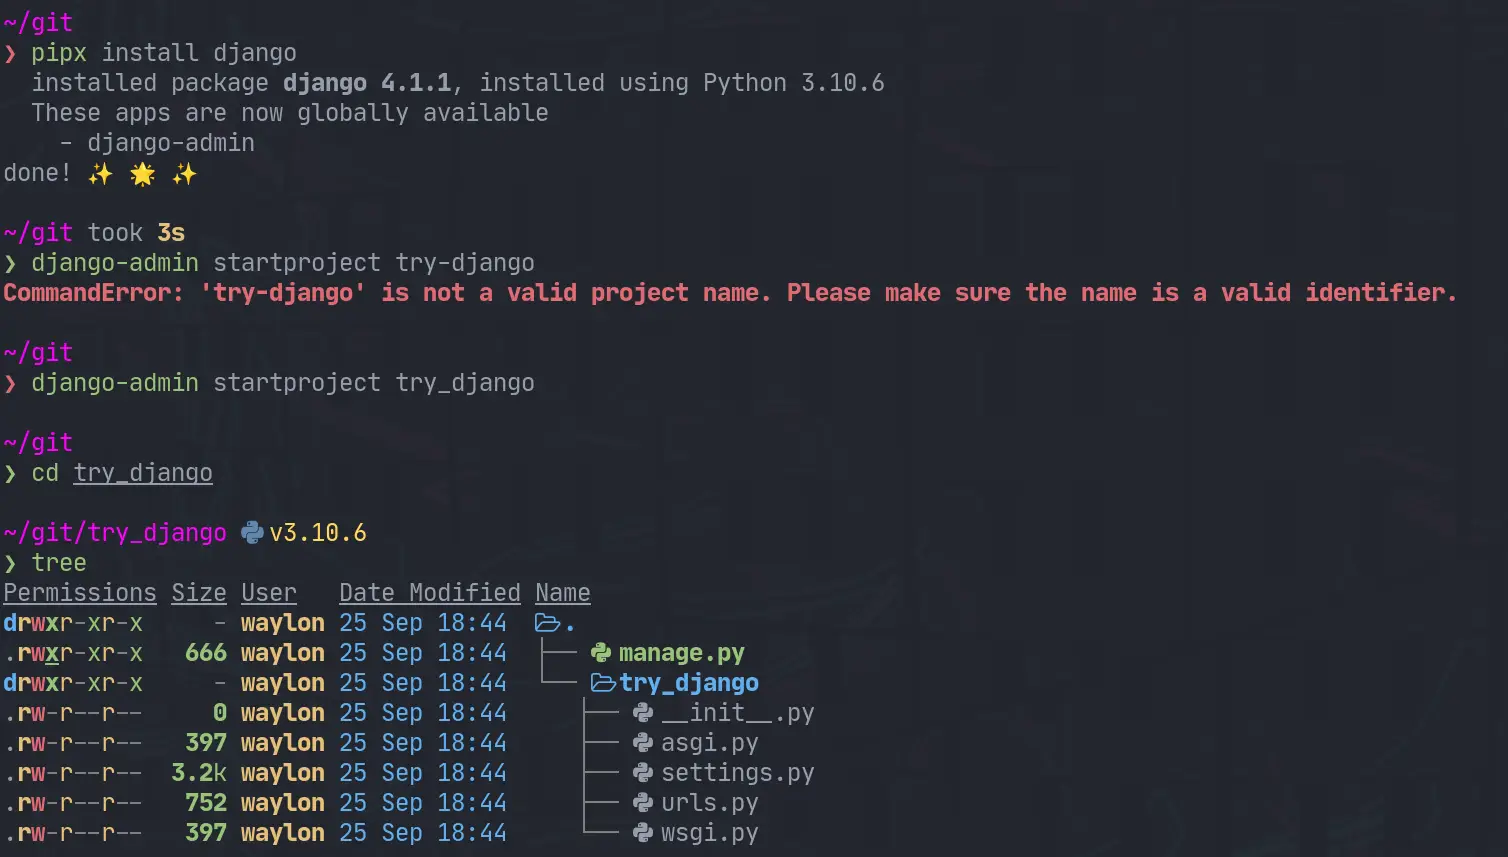 ~/git
❯ pipx install django
  installed package django 4.1.1, installed using Python 3.10.6
  These apps are now globally available
    - django-admin
done! ✨ 🌟 ✨
~/git took 3s
❯ django-admin startproject try-django
CommandError: 'try-django' is not a valid project name. Please make sure the name is a valid identifier.
~/git
❯ django-admin startproject try_django
~/git
❯ cd try_django
~/git/try_django v3.10.6
❯ tree
Permissions Size User   Date Modified Name
drwxr-xr-x     - waylon 25 Sep 18:44  .
.rwxr-xr-x   666 waylon 25 Sep 18:44  ├── manage.py
drwxr-xr-x     - waylon 25 Sep 18:44  └── try_django
.rw-r--r--     0 waylon 25 Sep 18:44     ├── __init__.py
.rw-r--r--   397 waylon 25 Sep 18:44     ├── asgi.py
.rw-r--r--  3.2k waylon 25 Sep 18:44     ├── settings.py
.rw-r--r--   752 waylon 25 Sep 18:44     ├── urls.py
.rw-r--r--   397 waylon 25 Sep 18:44     └── wsgi.py